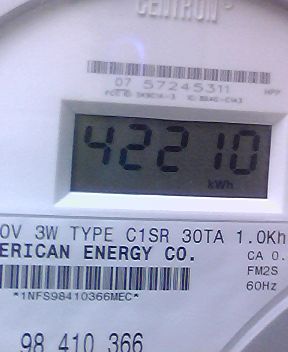 CENTRON
07 57245311
42210
kWh
0V 3W TYPE C1SR 30TA 1.0Kh
ERICAN ENERGY CO.
CA 0.
FM2S
60Hz
*1NFS98410366MEC*
98 410 366